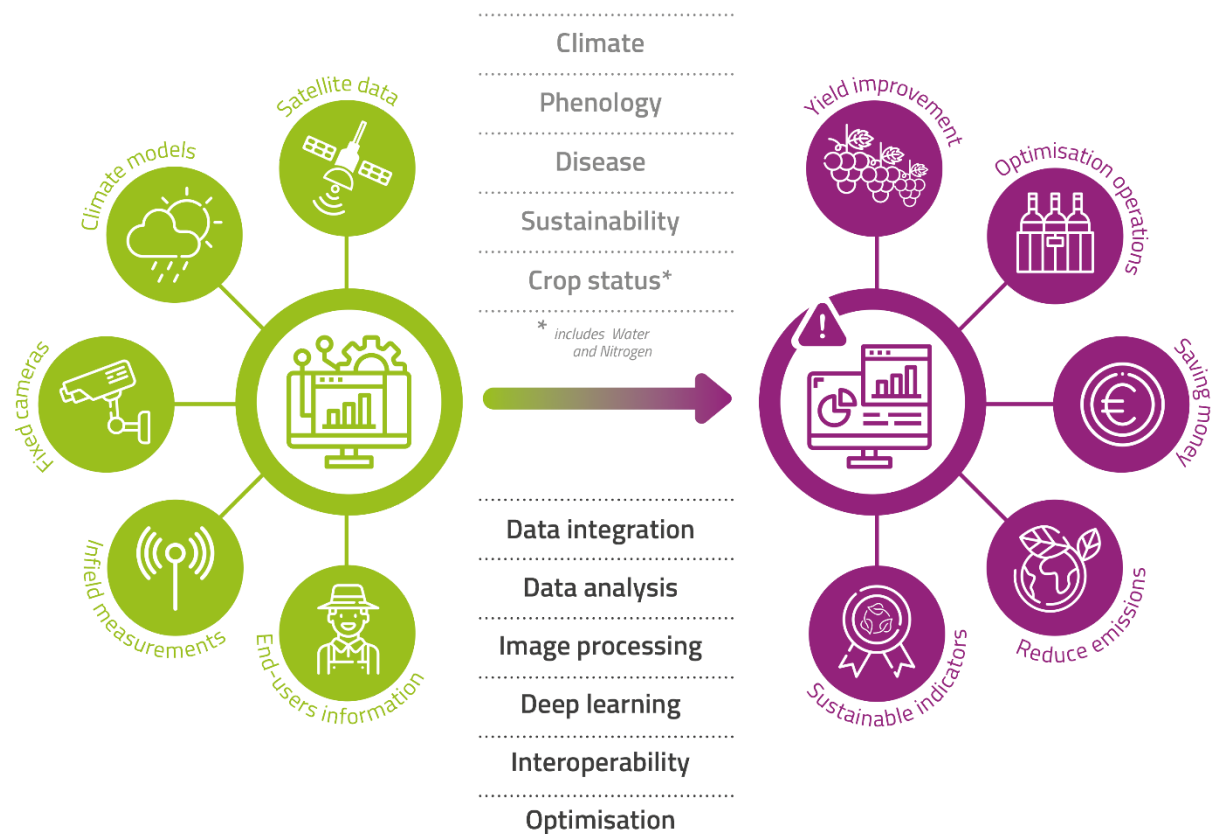 Satellite data
Climate models
Fixed cameras
Infield measurements
End-users information
Climate
Phenology
Disease
Sustainability
Crop status*
* includes Water
and Nitrogen
Data integration
Data analysis
Image processing
Deep learning
Interoperability
Optimisation
Yield improvement
Optimisation operations
Saving money
Reduce emissions
Sustainable indicators